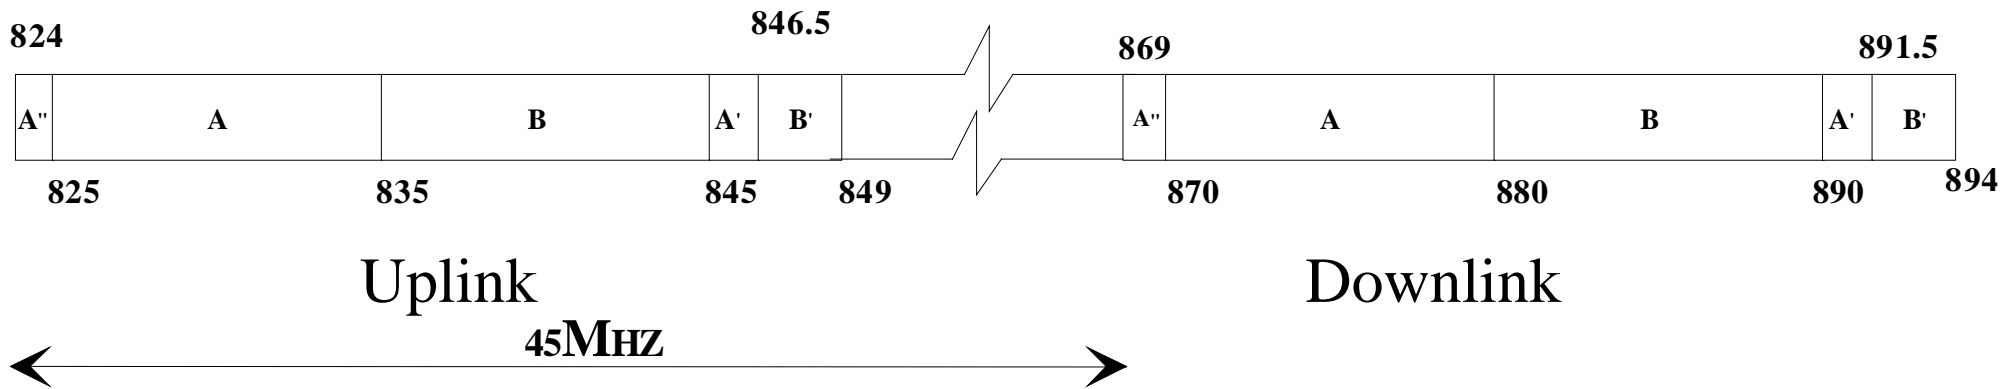 824 846.5 869 891.5
A" A B A' B' A" A B A' B'
825 835 845 849 870 880 890 894
Uplink Downlink
45MHZ